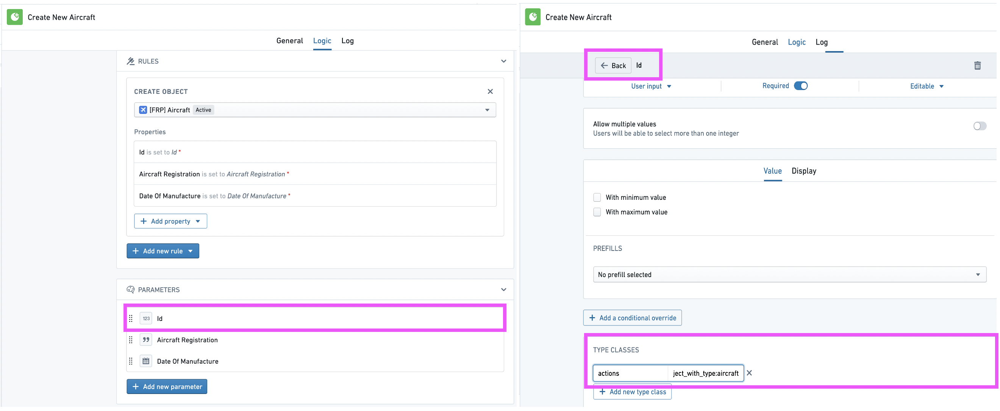 Create New Aircraft
General Logic Log
RULES
CREATE OBJECT
[FRP] Aircraft Active
Properties
Id is set to Id *
Aircraft Registration is set to Aircraft Registration *
Date Of Manufacture is set to Date Of Manufacture *
Add property
Add new rule
PARAMETERS
123 Id
Aircraft Registration
Date Of Manufacture
Add new parameter
Create New Aircraft
General Logic Log
Back Id
User input Required Editable
Allow multiple values
Users will be able to select more than one integer
Value Display
With minimum value
With maximum value
PREFILLS
No prefill selected
Add a conditional override
TYPE CLASSES
actions ject_with_type:aircraft
Add new type class